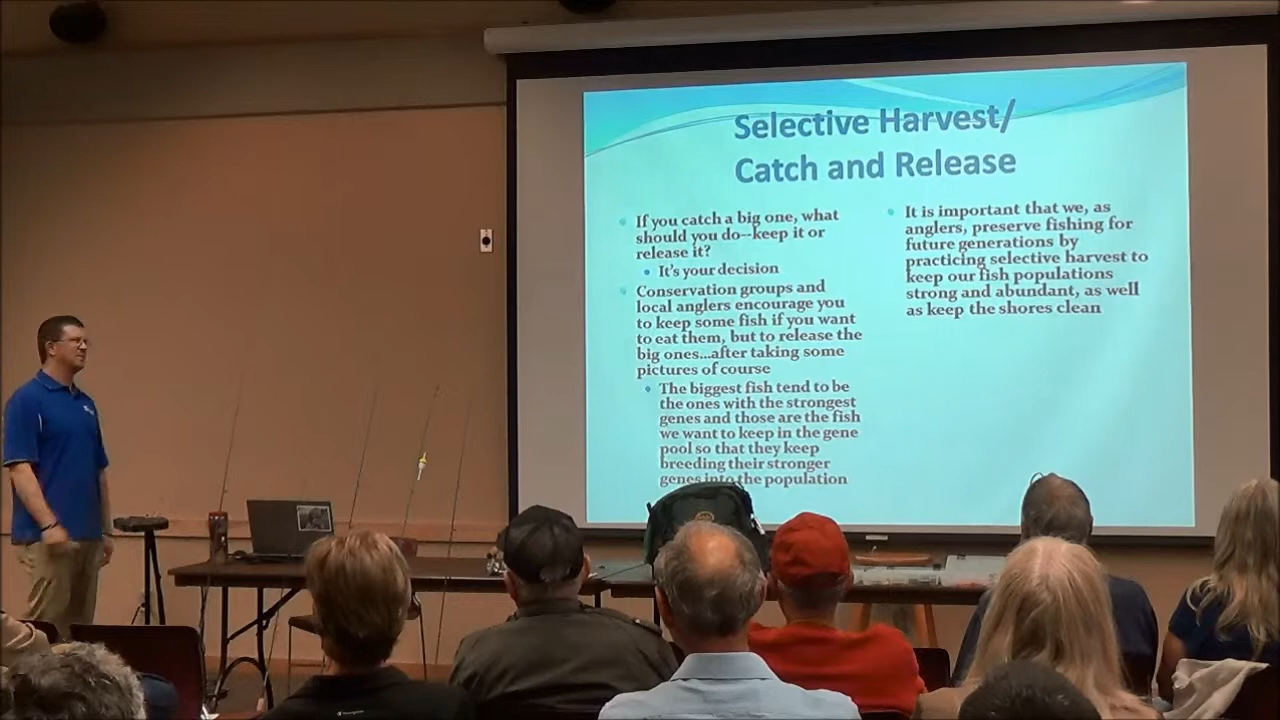 Selective Harvest/
Catch and Release
If you catch a big one, what
should you do--keep it or
release it?
It's your decision
Conservation groups and
local anglers encourage you
to keep some fish if you want
to eat them, but to release the
big ones...after taking some
pictures of course
The biggest fish tend to be
the ones with the strongest
genes and those are the fish
we want to keep in the gene
pool so that they keep
breeding their stronger
genes into the population
It is important that we, as
anglers, preserve fishing for
future generations by
practicing selective harvest to
keep our fish populations
strong and abundant, as well
as keep the shores clean